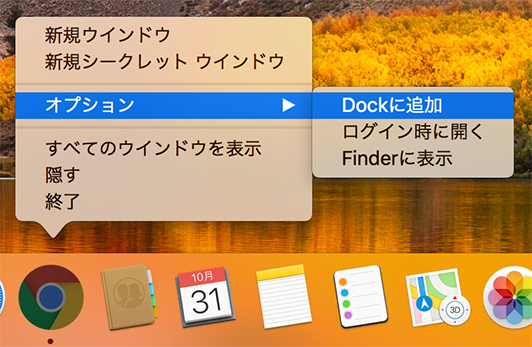 新規ウインドウ
新規シークレット ウインドウ
オプション
Dockに追加
ログイン時に開く
Finderに表示
すべてのウインドウを表示
隠す
終了
10月
31
3D